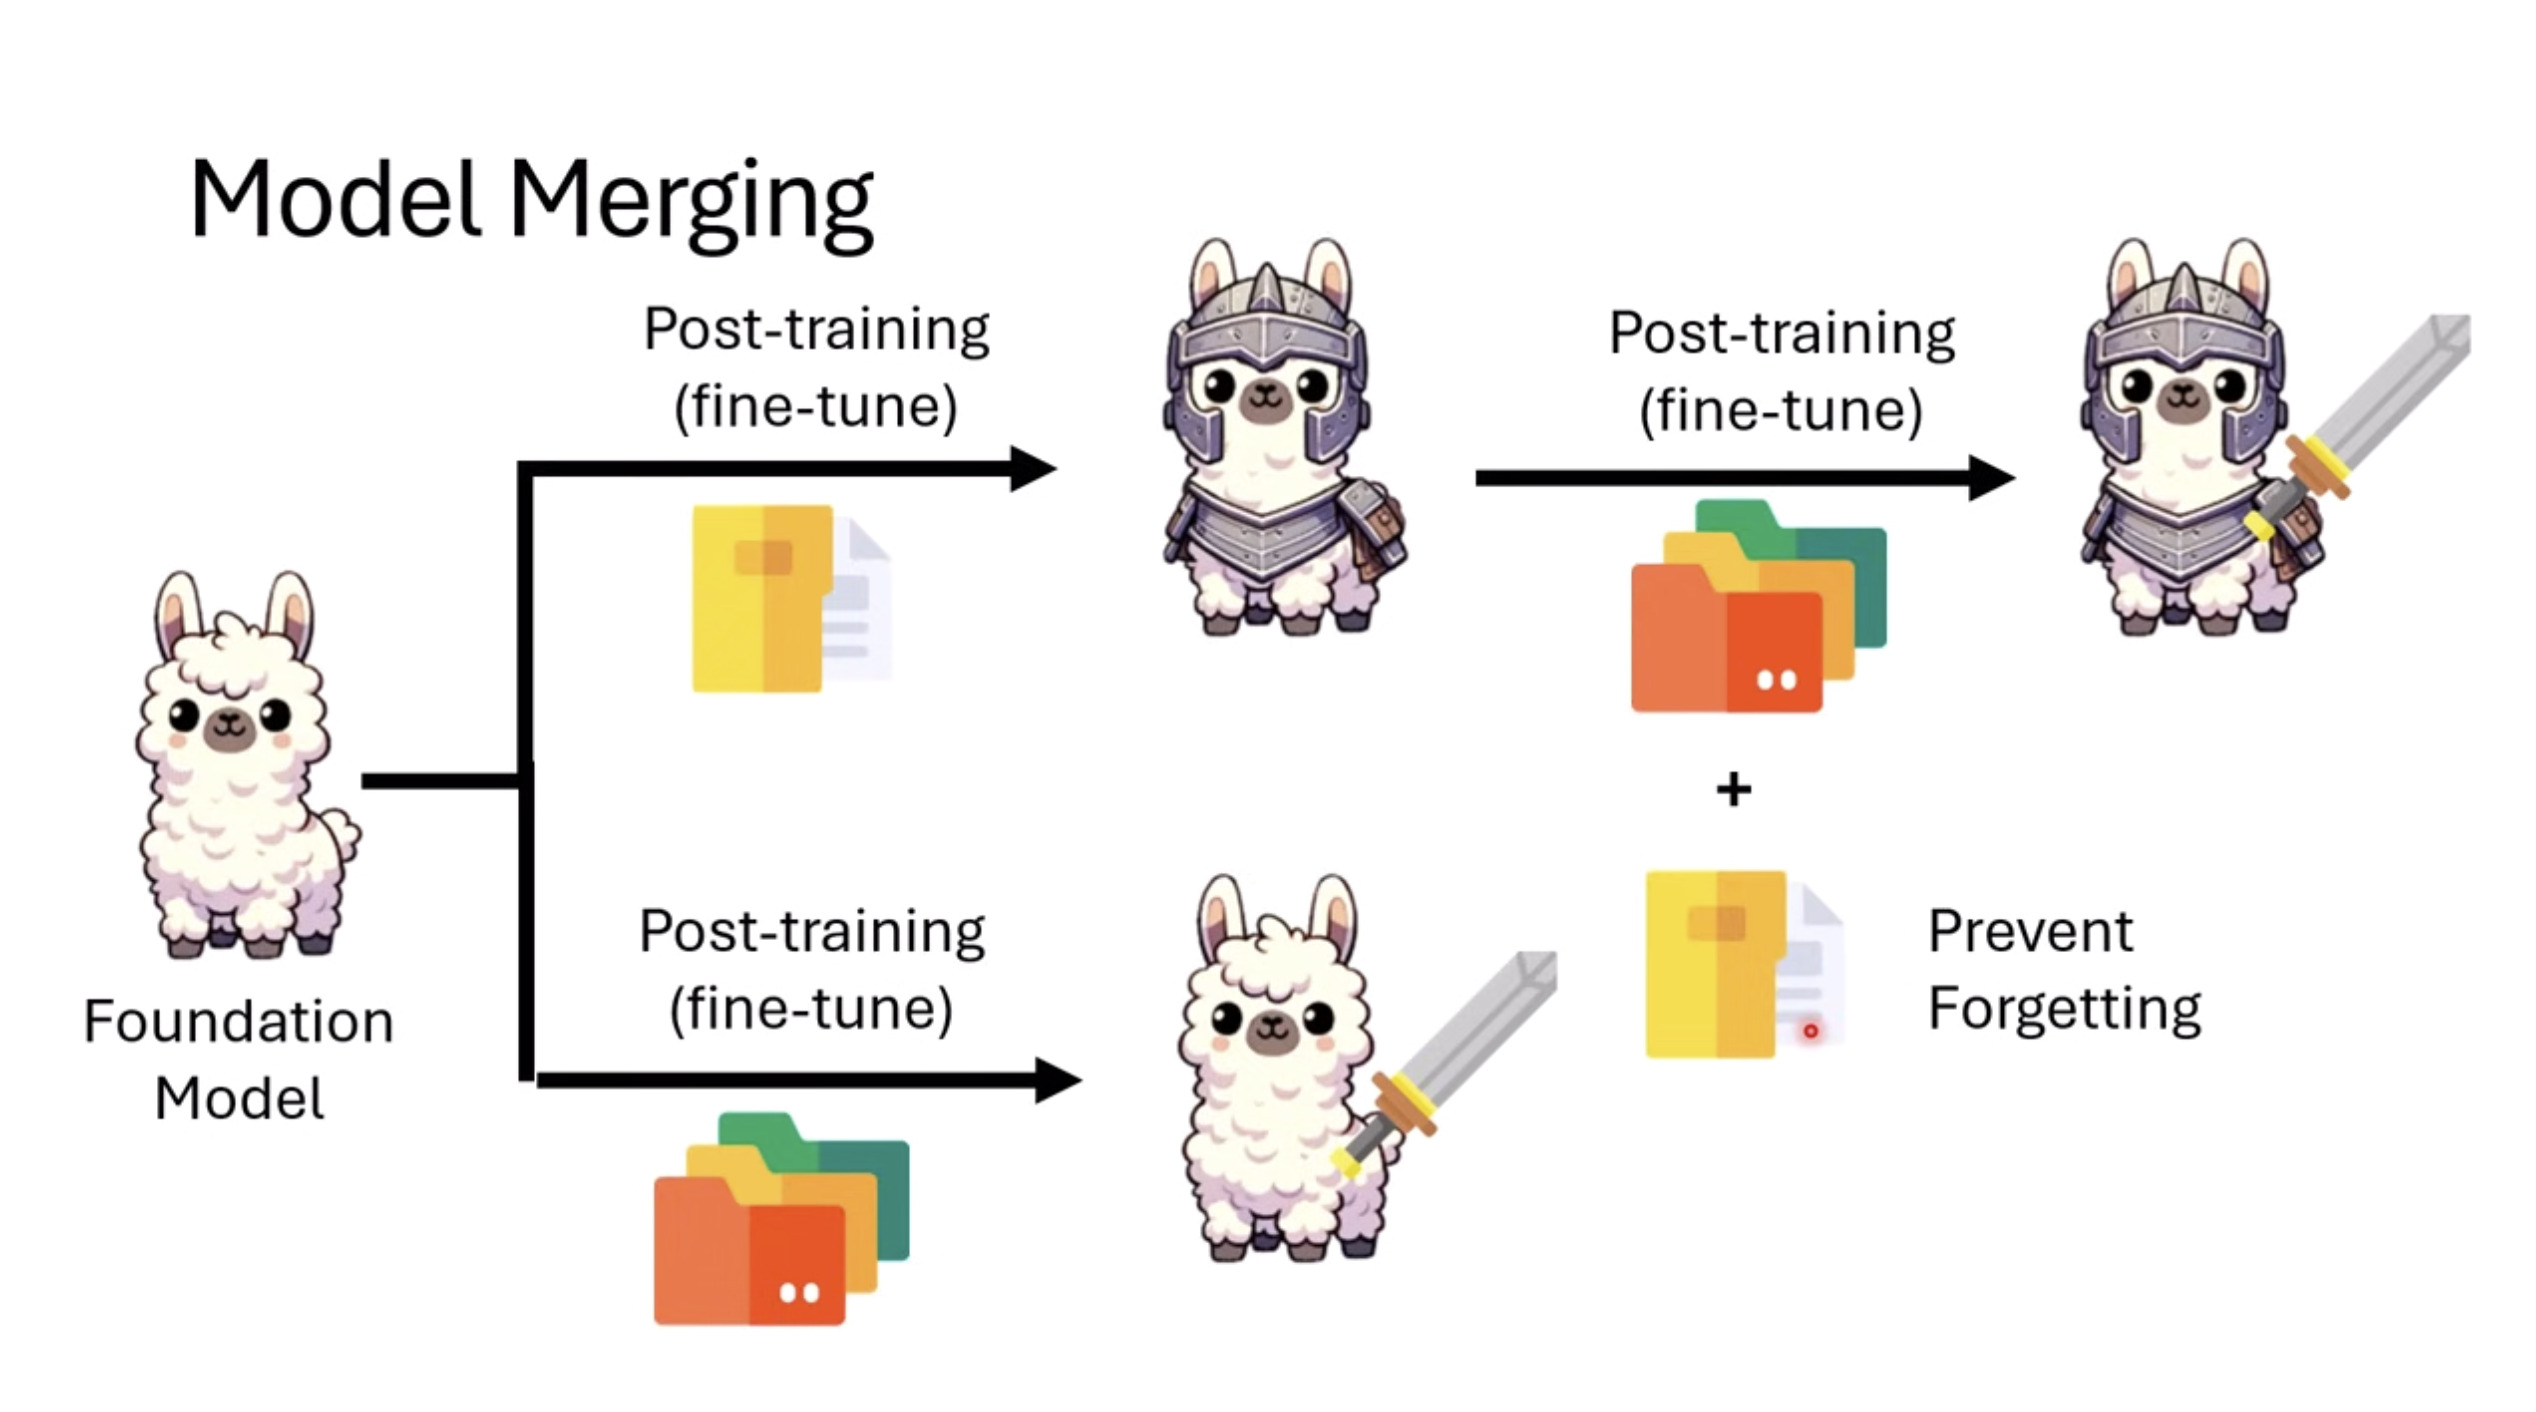 Model Merging
Post-training
(fine-tune)
Post-training
(fine-tune)
+
Prevent
Forgetting
Foundation
Model
Post-training
(fine-tune)